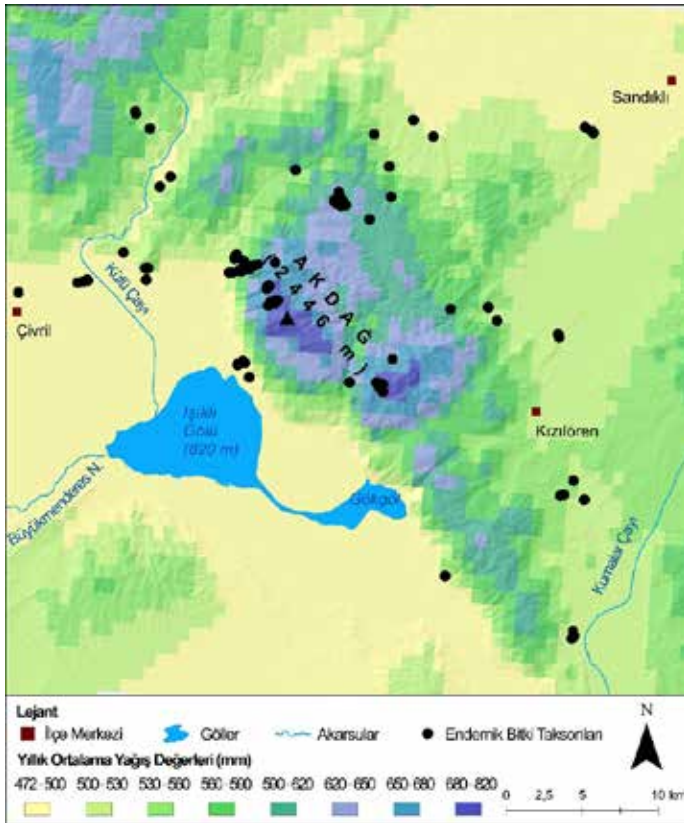 Sandıklı
AKDAĞ
(2446 m)
Küfü Çayı
Çivril
Işıklı
Gölü
(820 m)
Kızılören
Gökgöl
Büyükmenderes N.
Kumalar Çayı
Lejant
İlçe Merkezi Göller Akarsular Endemik Bitki Taksonları
N
Yıllık Ortalama Yağış Değerleri (mm)
472-500 500-530 530-560 560-590 590-620 620-650 650-680 680-820
0 2,5 5 10 km